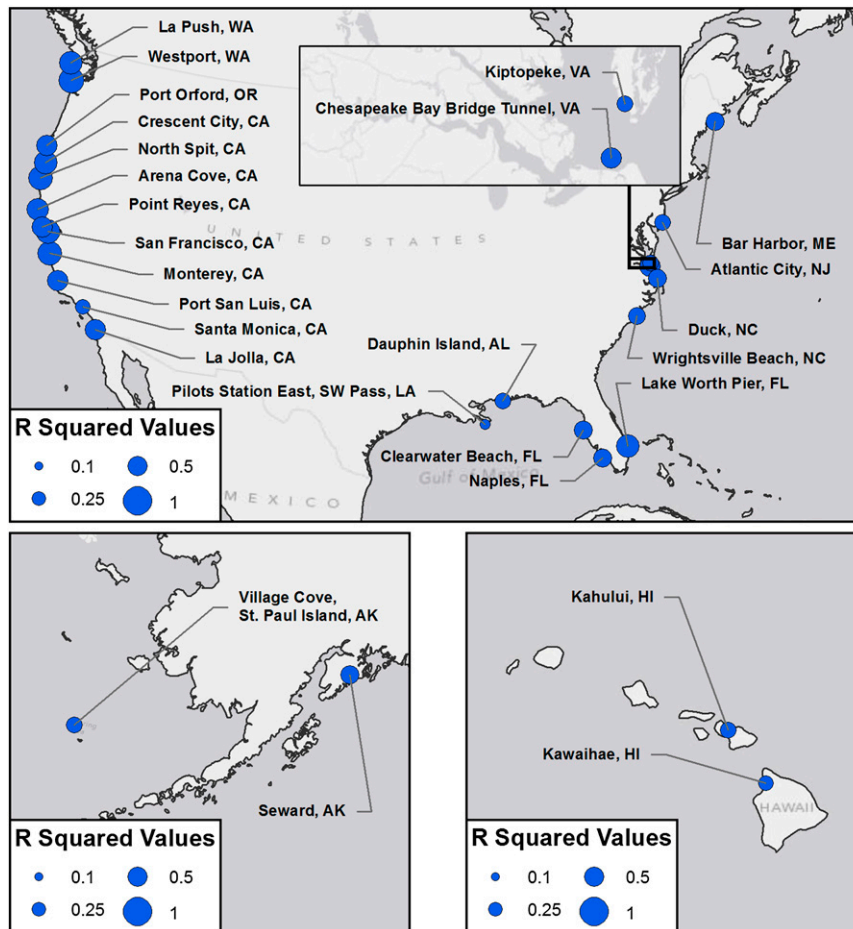 La Push, WA
Westport, WA
Port Orford, OR
Crescent City, CA
North Spit, CA
Arena Cove, CA
Point Reyes, CA
San Francisco, CA
Monterey, CA
Port San Luis, CA
Santa Monica, CA
La Jolla, CA
Kiptopeke, VA
Chesapeake Bay Bridge Tunnel, VA
UNITED STATES
Bar Harbor, ME
Atlantic City, NJ
Duck, NC
Wrightsville Beach, NC
Lake Worth Pier, FL
Dauphin Island, AL
Pilots Station East, SW Pass, LA
Clearwater Beach, FL
Gulf of Mexico
Naples, FL
MEXICO
R Squared Values
0.1 0.5
0.25 1
Village Cove,
St. Paul Island, AK
Seward, AK
R Squared Values
0.1 0.5
0.25 1
Kahului, HI
Kawaihae, HI
HAWAII
R Squared Values
0.1 0.5
0.25 1